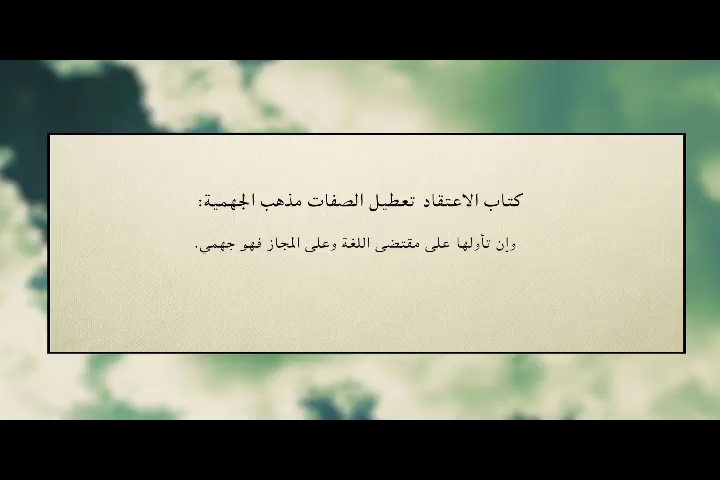 كتاب الاعتقاد تعطيل الصفات مذهب الجهمية:
وإن تأولها على مقتضى اللغة وعلى المجاز فهو جهمي.